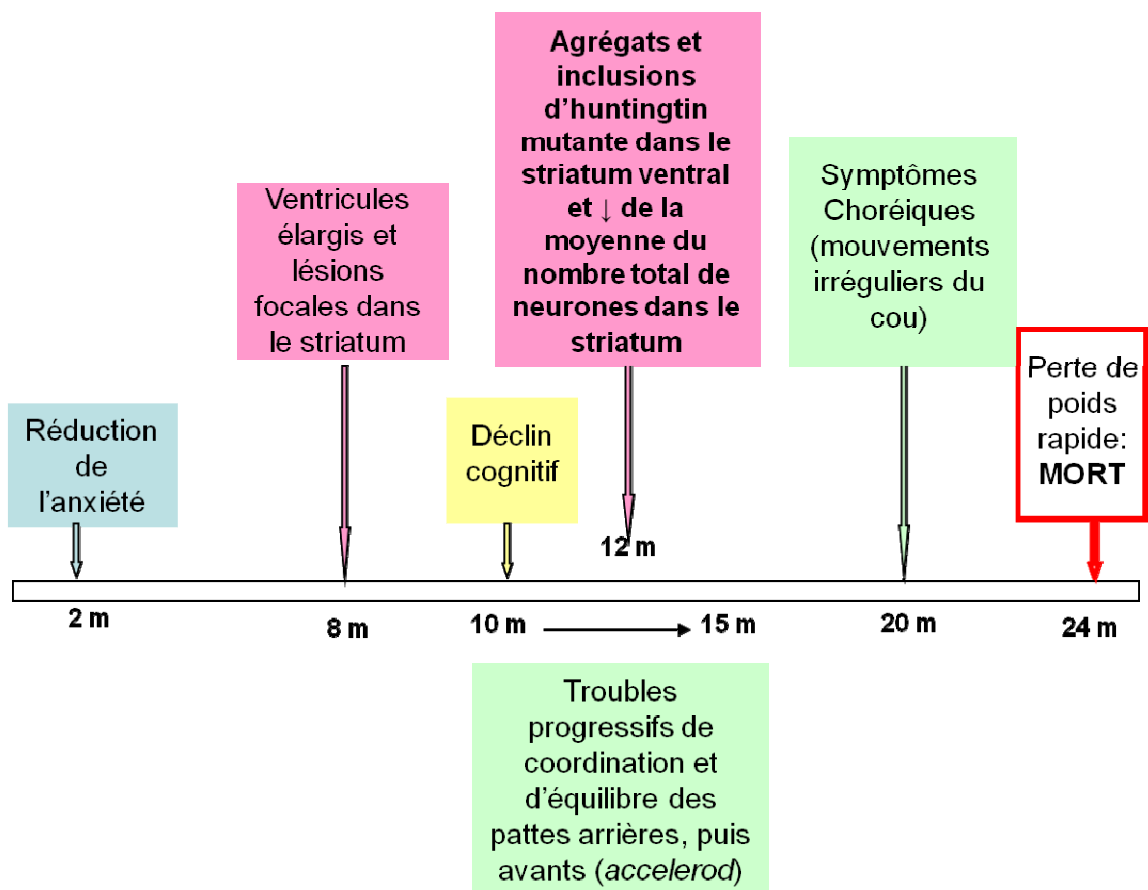 Réduction
de
l'anxiété
Ventricules
élargis et
lésions
focales dans
le striatum
Déclin
cognitif
Agrégats et
inclusions
d'huntingtin
mutante dans le
striatum ventral
et ↓ de la
moyenne du
nombre total de
neurones dans le
striatum
Symptômes
Choréiques
(mouvements
irréguliers du
cou)
Perte de
poids
rapide:
MORT
12 m
2 m
8 m
10 m
15 m
20 m
24 m
Troubles
progressifs de
coordination et
d'équilibre des
pattes arrières, puis
avants (accelerod)